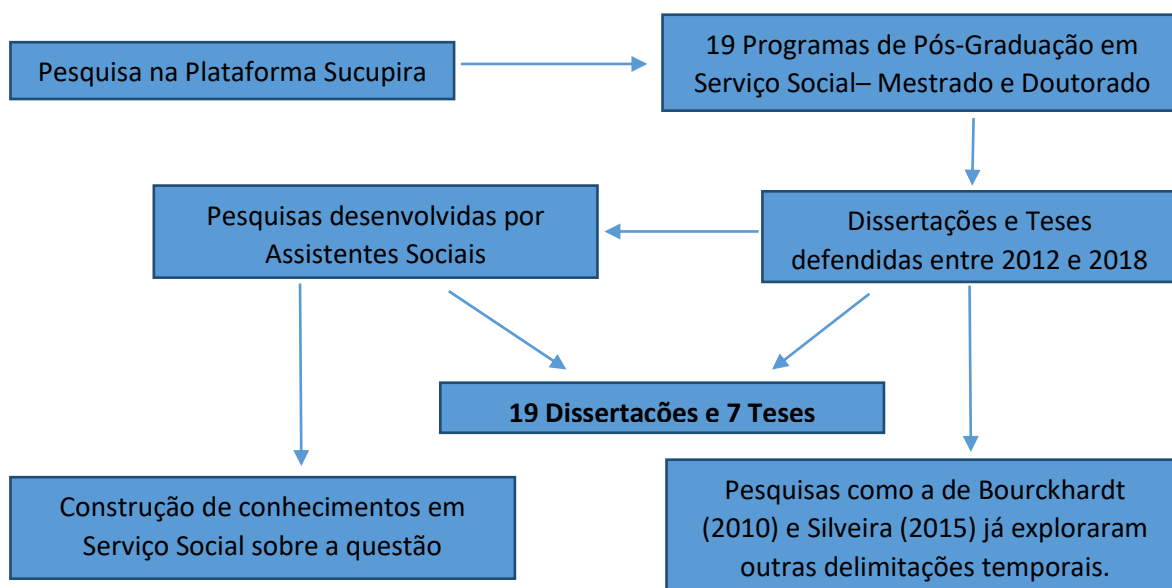 Pesquisa na Plataforma Sucupira
19 Programas de Pós-Graduação em
Serviço Social– Mestrado e Doutorado
Pesquisas desenvolvidas por
Assistentes Sociais
Dissertações e Teses
defendidas entre 2012 e 2018
19 Dissertações e 7 Teses
Construção de conhecimentos em
Serviço Social sobre a questão
Pesquisas como a de Bourckhardt
(2010) e Silveira (2015) já exploraram
outras delimitações temporais.